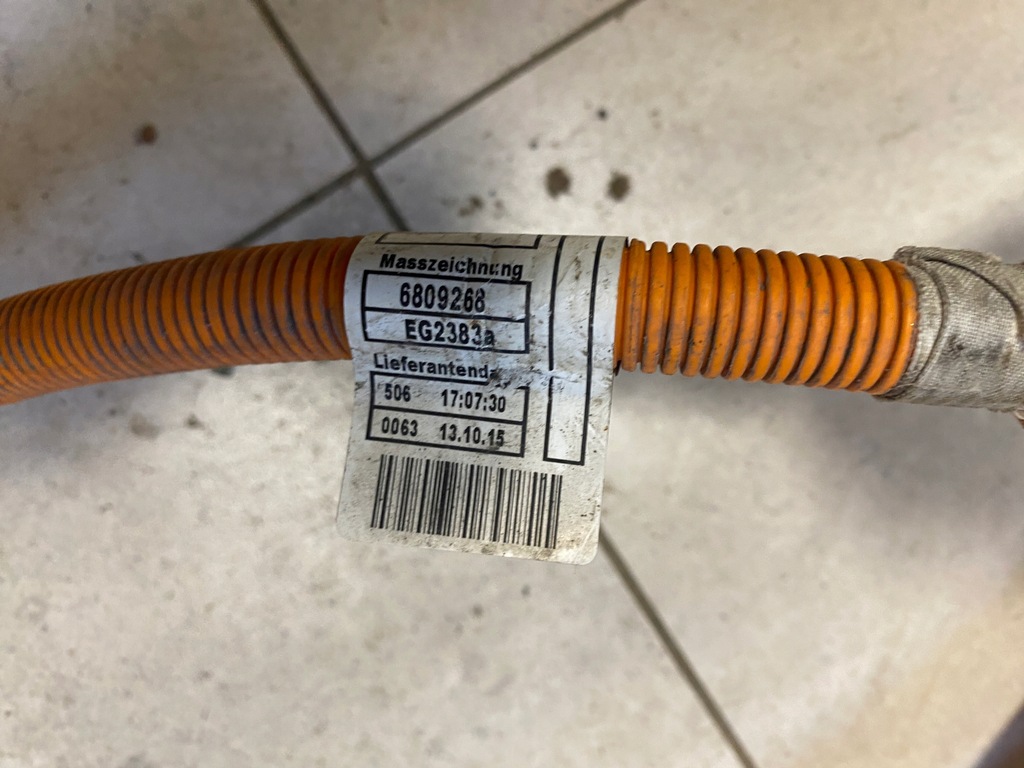 Masszeichnung
6809268
EG2383a
506 17:07:30
0063 13.10.15